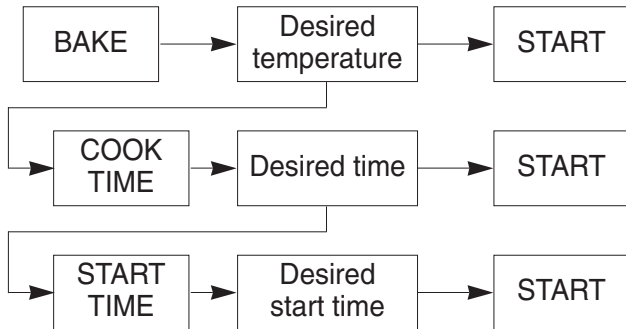 BAKE
Desired
temperature
START
COOK
TIME
Desired time
START
START
TIME
Desired
start time
START